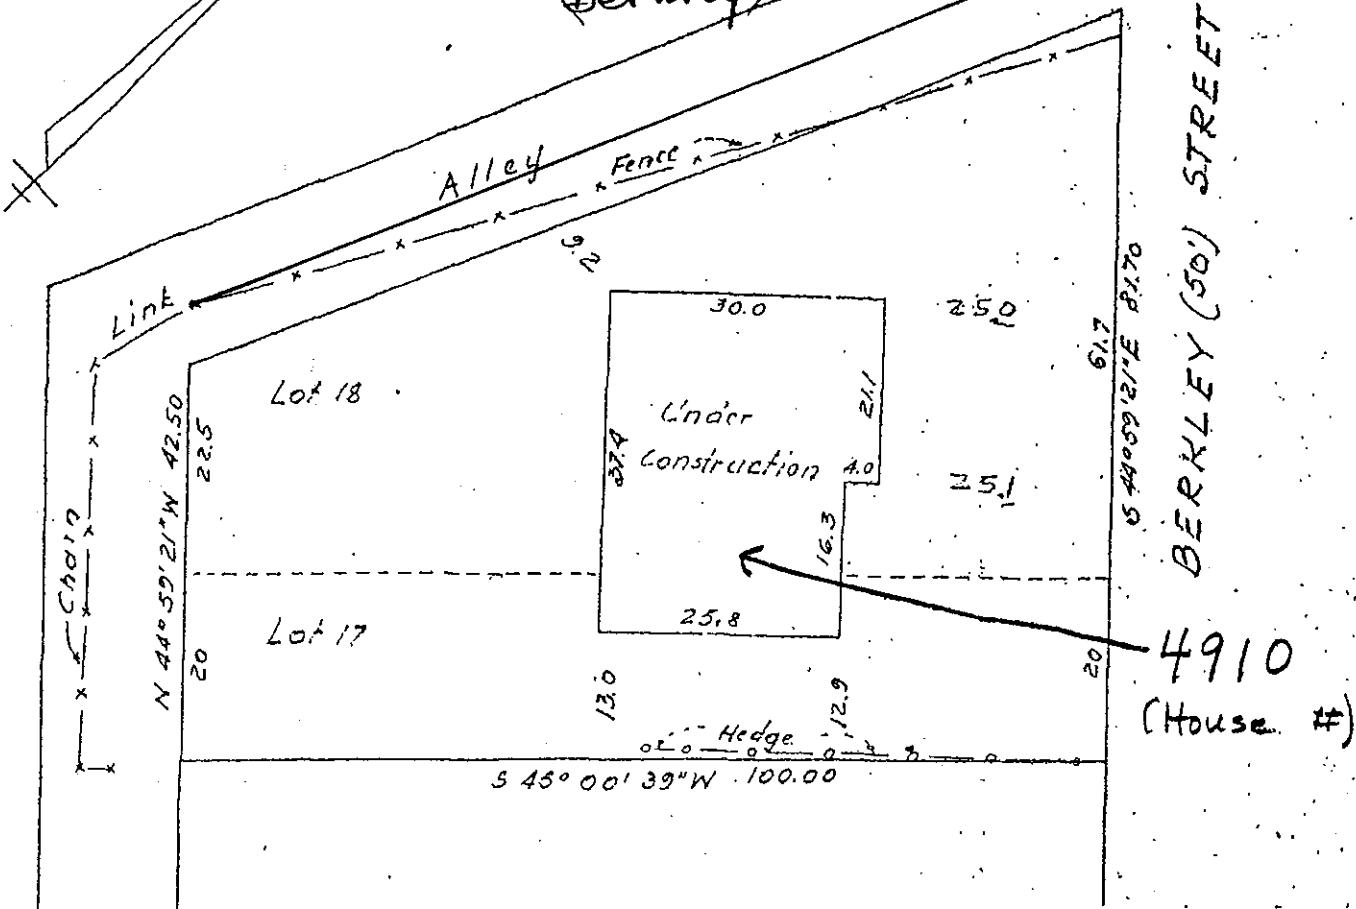 Alley
Fence
Link
Chain
9.2
30.0
25.0
Lot 18
Under
Construction
37.4
21.1
4.0
25.1
16.3
25.8
Lot 17
13.0
12.9
Hedge
S 45° 00' 39" W 100.00
N 44° 59' 21" W 42.50
22.5
20
S 44° 59' 21" E 81.70
61.7
20
BERKLEY (50') STREET
4910
(House #)